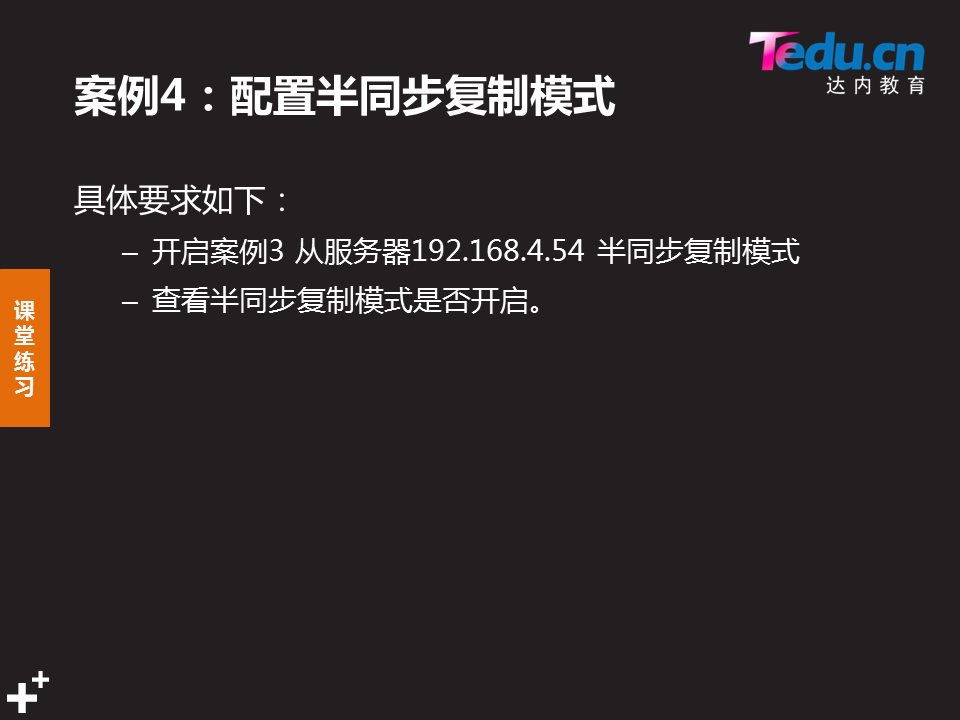 Tedu.cn
达内教育
案例4：配置半同步复制模式
具体要求如下：
– 开启案例3 从服务器192.168.4.54 半同步复制模式
– 查看半同步复制模式是否开启。
课
堂
练
习